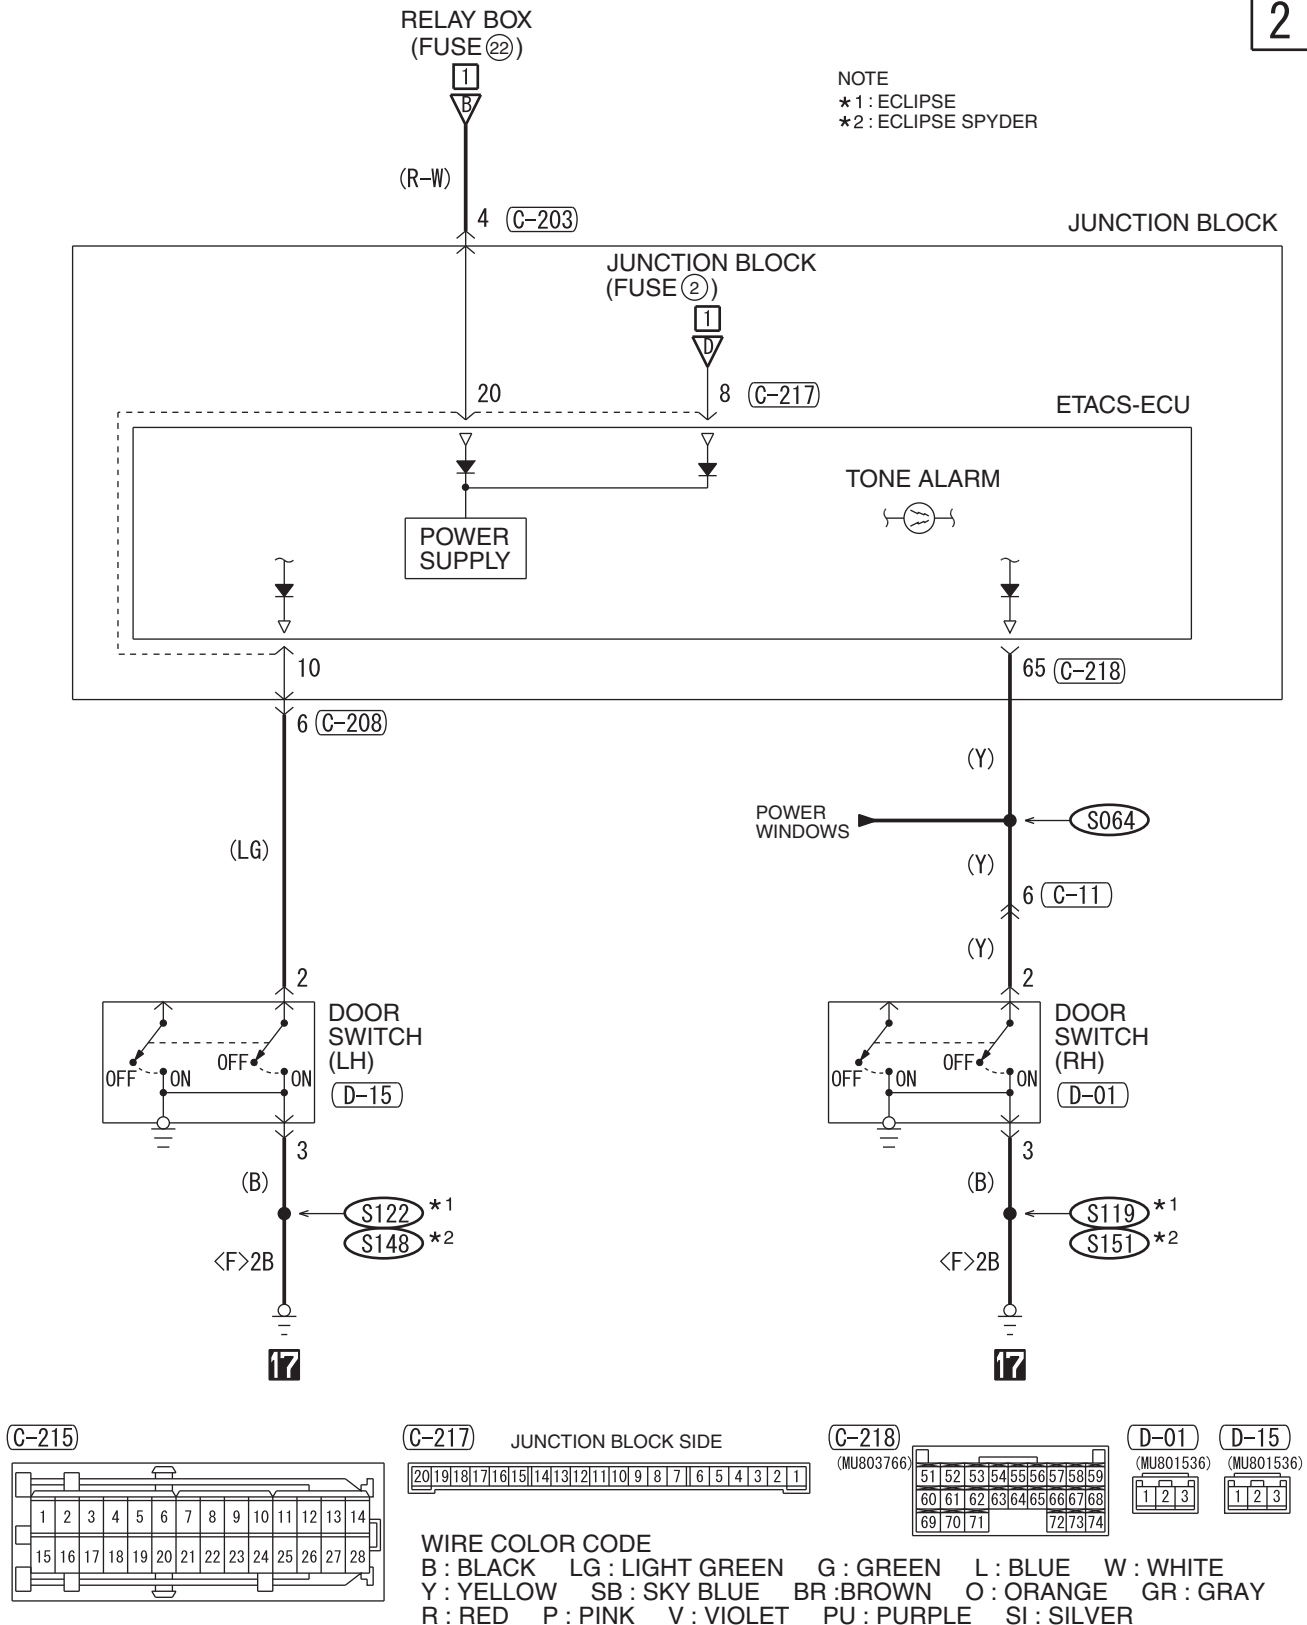 2
RELAY BOX
(FUSE 22)
1
B
NOTE
*1 : ECLIPSE
*2 : ECLIPSE SPYDER
(R-W)
4 (C-203)
JUNCTION BLOCK
JUNCTION BLOCK
(FUSE 2)
1
D
20
8 (C-217)
ETACS-ECU
TONE ALARM
POWER
SUPPLY
10
65 (C-218)
6 (C-208)
(Y)
POWER
WINDOWS
S064
(LG)
(Y)
6 (C-11)
(Y)
2
DOOR
SWITCH
(LH)
D-15
OFF ON OFF ON
2
DOOR
SWITCH
(RH)
D-01
OFF ON OFF ON
3
3
(B)
S122 *1
S148 *2
<F>2B
(B)
S119 *1
S151 *2
<F>2B
17
17
C-215
1 2 3 4 5 6 7 8 9 10 11 12 13 14
15 16 17 18 19 20 21 22 23 24 25 26 27 28
C-217 JUNCTION BLOCK SIDE
20 19 18 17 16 15 14 13 12 11 10 9 8 7 6 5 4 3 2 1
C-218
(MU803766)
51 52 53 54 55 56 57 58 59
60 61 62 63 64 65 66 67 68
69 70 71 72 73 74
D-01
(MU801536)
1 2 3
D-15
(MU801536)
1 2 3
WIRE COLOR CODE
B : BLACK LG : LIGHT GREEN G : GREEN L : BLUE W : WHITE
Y : YELLOW SB : SKY BLUE BR :BROWN O : ORANGE GR : GRAY
R : RED P : PINK V : VIOLET PU : PURPLE SI : SILVER